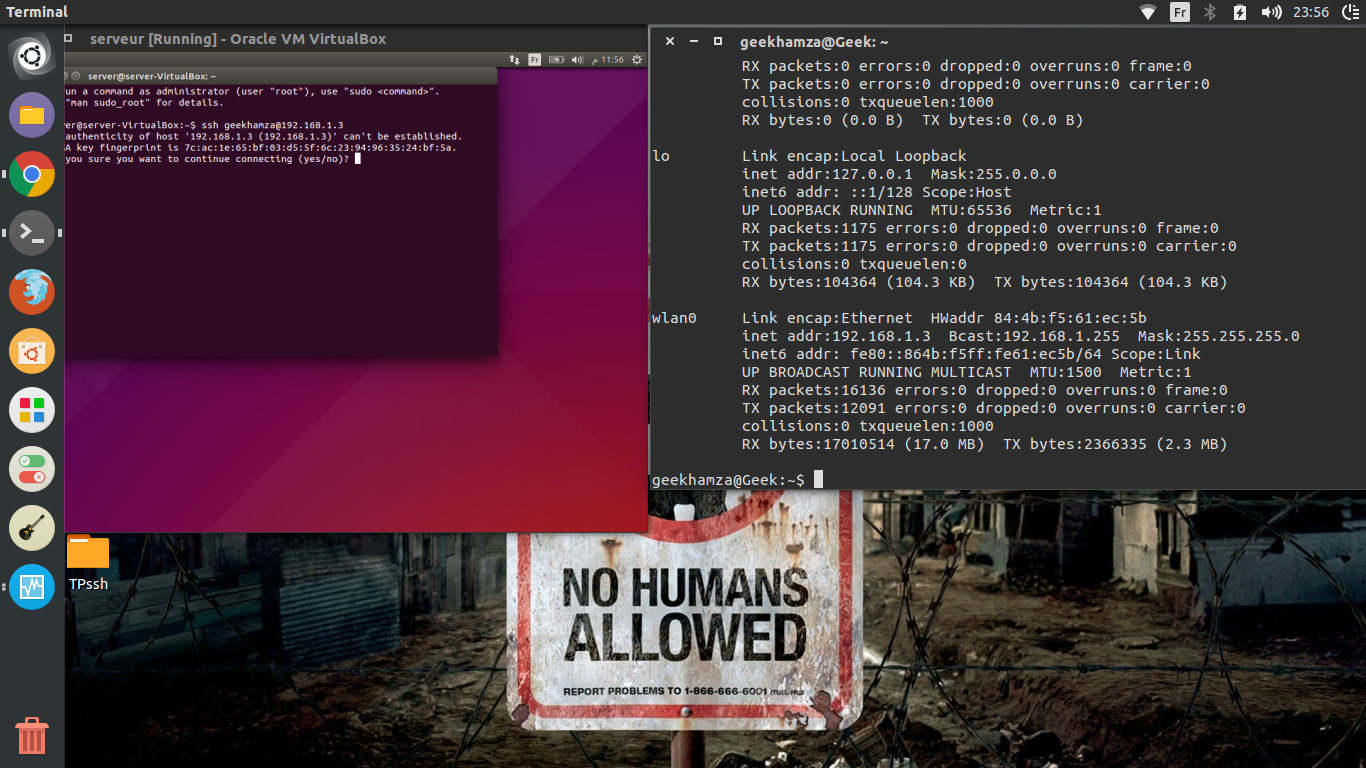 Terminal
Fr
23:56
serveur [Running] - Oracle VM VirtualBox
Fr
11:56 م
server@server-VirtualBox: ~
un a command as administrator (user "root"), use "sudo <command>".
"man sudo_root" for details.
ver@server-VirtualBox:~$ ssh geekhamza@192.168.1.3
authenticity of host '192.168.1.3 (192.168.1.3)' can't be established.
A key fingerprint is 7c:ac:1e:65:bf:03:d5:5f:6c:23:94:96:35:24:bf:5a.
you sure you want to continue connecting (yes/no)?
geekhamza@Geek: ~
RX packets:0 errors:0 dropped:0 overruns:0 frame:0
TX packets:0 errors:0 dropped:0 overruns:0 carrier:0
collisions:0 txqueuelen:1000
RX bytes:0 (0.0 B)  TX bytes:0 (0.0 B)
lo        Link encap:Local Loopback
inet addr:127.0.0.1  Mask:255.0.0.0
inet6 addr: ::1/128 Scope:Host
UP LOOPBACK RUNNING  MTU:65536  Metric:1
RX packets:1175 errors:0 dropped:0 overruns:0 frame:0
TX packets:1175 errors:0 dropped:0 overruns:0 carrier:0
collisions:0 txqueuelen:0
RX bytes:104364 (104.3 KB)  TX bytes:104364 (104.3 KB)
wlan0     Link encap:Ethernet  HWaddr 84:4b:f5:61:ec:5b
inet addr:192.168.1.3  Bcast:192.168.1.255  Mask:255.255.255.0
inet6 addr: fe80::864b:f5ff:fe61:ec5b/64 Scope:Link
UP BROADCAST RUNNING MULTICAST  MTU:1500  Metric:1
RX packets:16136 errors:0 dropped:0 overruns:0 frame:0
TX packets:12091 errors:0 dropped:0 overruns:0 carrier:0
collisions:0 txqueuelen:1000
RX bytes:17010514 (17.0 MB)  TX bytes:2366335 (2.3 MB)
geekhamza@Geek:~$
TPssh
NO HUMANS
ALLOWED
REPORT PROBLEMS TO 1-866-666-6001 (TOLL-FREE)